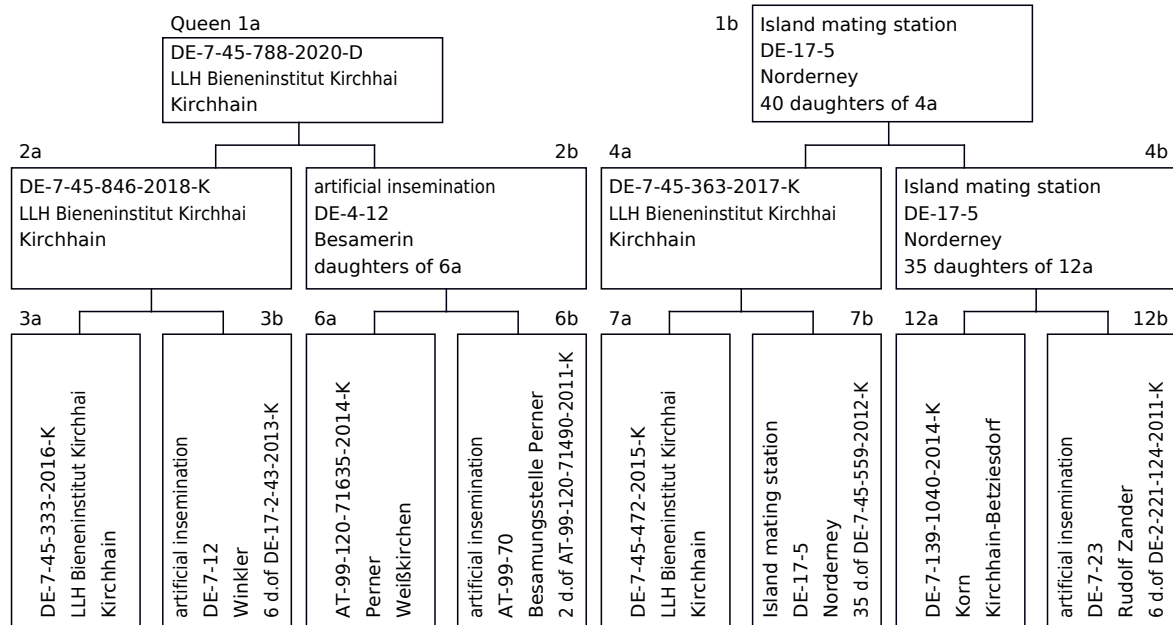 Queen 1a
DE-7-45-788-2020-D
LLH Bieneninstitut Kirchhai
Kirchhain
1b
Island mating station
DE-17-5
Norderney
40 daughters of 4a
2a
DE-7-45-846-2018-K
LLH Bieneninstitut Kirchhai
Kirchhain
2b
artificial insemination
DE-4-12
Besamerin
daughters of 6a
4a
DE-7-45-363-2017-K
LLH Bieneninstitut Kirchhai
Kirchhain
4b
Island mating station
DE-17-5
Norderney
35 daughters of 12a
3a
DE-7-45-333-2016-K
LLH Bieneninstitut Kirchhai
Kirchhain
3b
artificial insemination
DE-7-12
Winkler
6 d.of DE-17-2-43-2013-K
6a
AT-99-120-71635-2014-K
Perner
Weißkirchen
6b
artificial insemination
AT-99-70
Besamungsstelle Perner
2 d.of AT-99-120-71490-2011-K
7a
DE-7-45-472-2015-K
LLH Bieneninstitut Kirchhai
Kirchhain
7b
Island mating station
DE-17-5
Norderney
35 d.of DE-7-45-559-2012-K
12a
DE-7-139-1040-2014-K
Korn
Kirchhain-Betziesdorf
12b
artificial insemination
DE-7-23
Rudolf Zander
6 d.of DE-2-221-124-2011-K